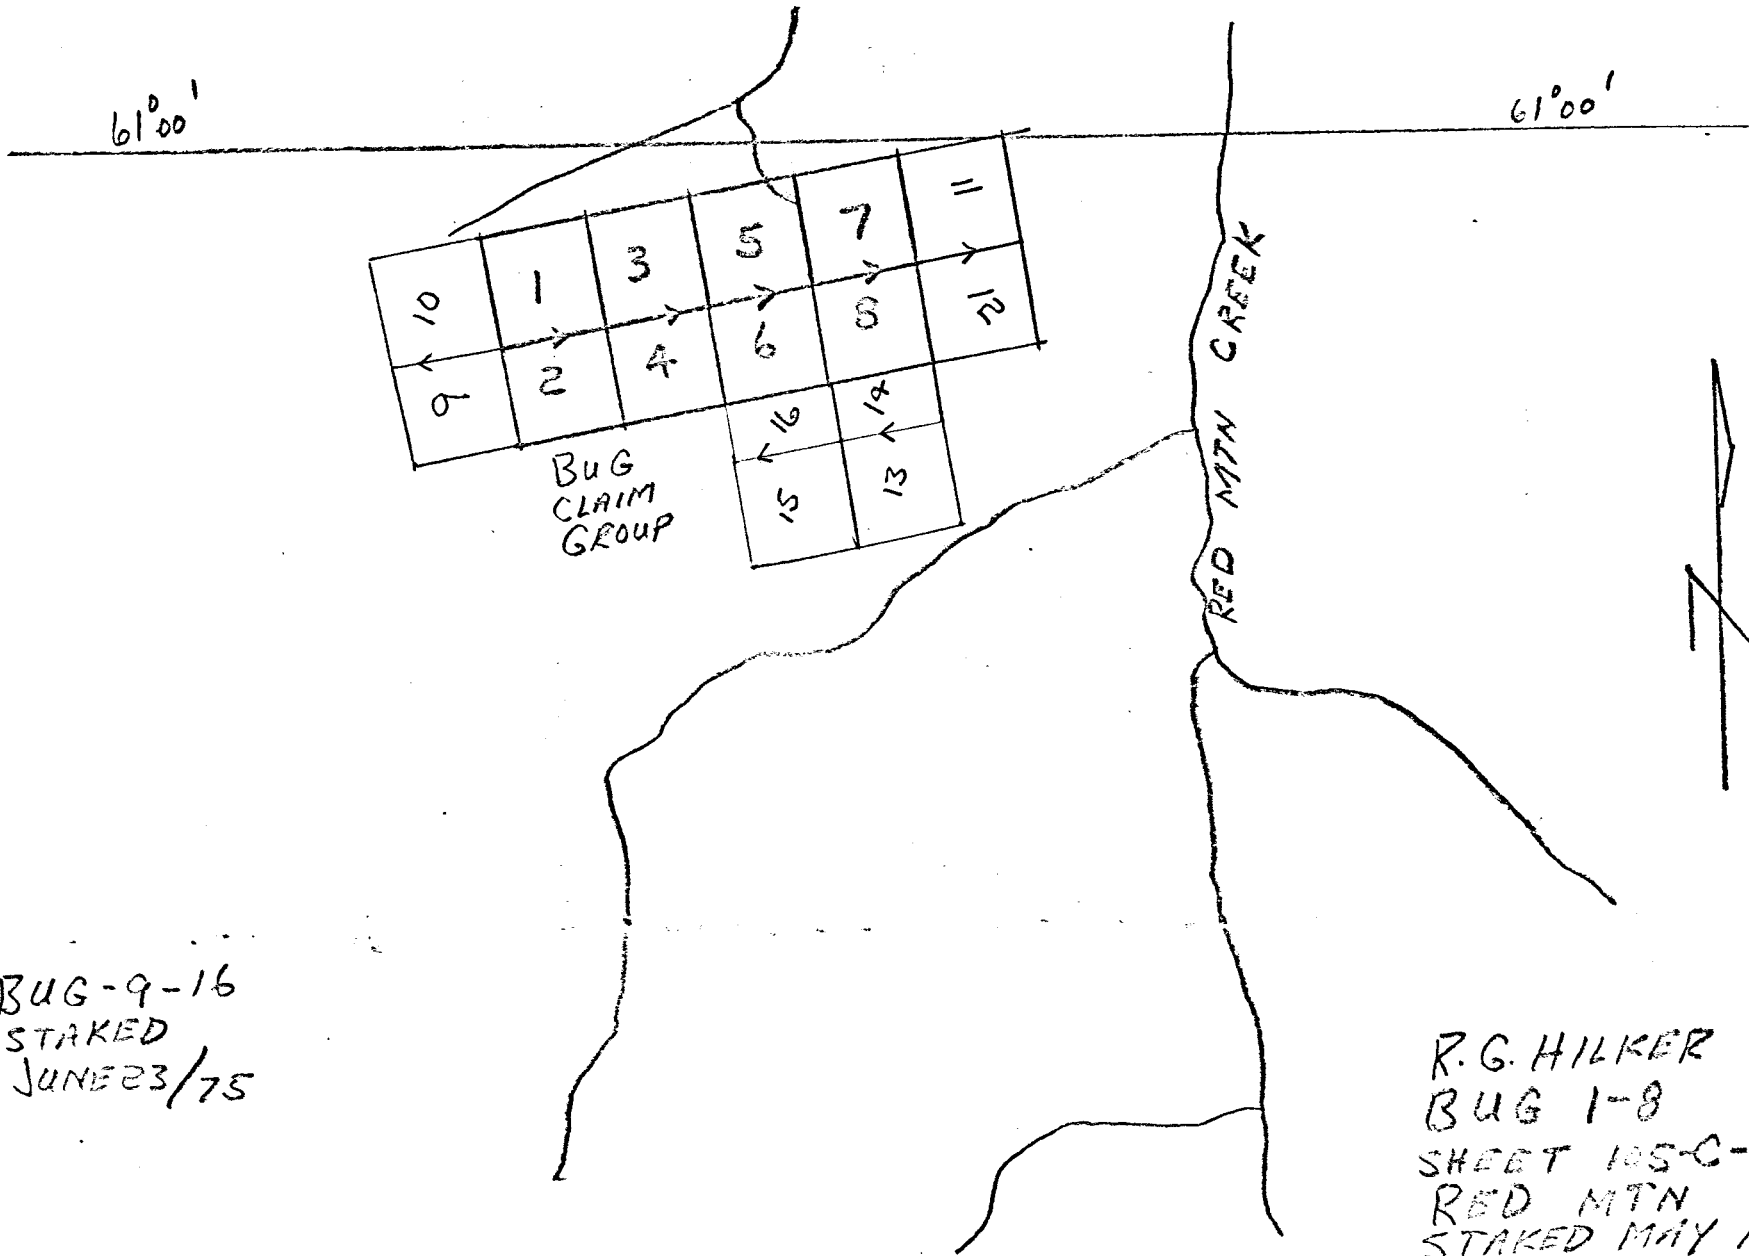 61°00'
61°00'
10
1
3
5
7
11
9
2
4
6
8
12
16
14
15
13
BUG
CLAIM
GROUP
RED MTN CREEK
N
BUG-9-16
STAKED
JUNE 23/75
R.G. HILKER
BUG 1-8
SHEET 105-C-
RED MTN
STAKED MAY